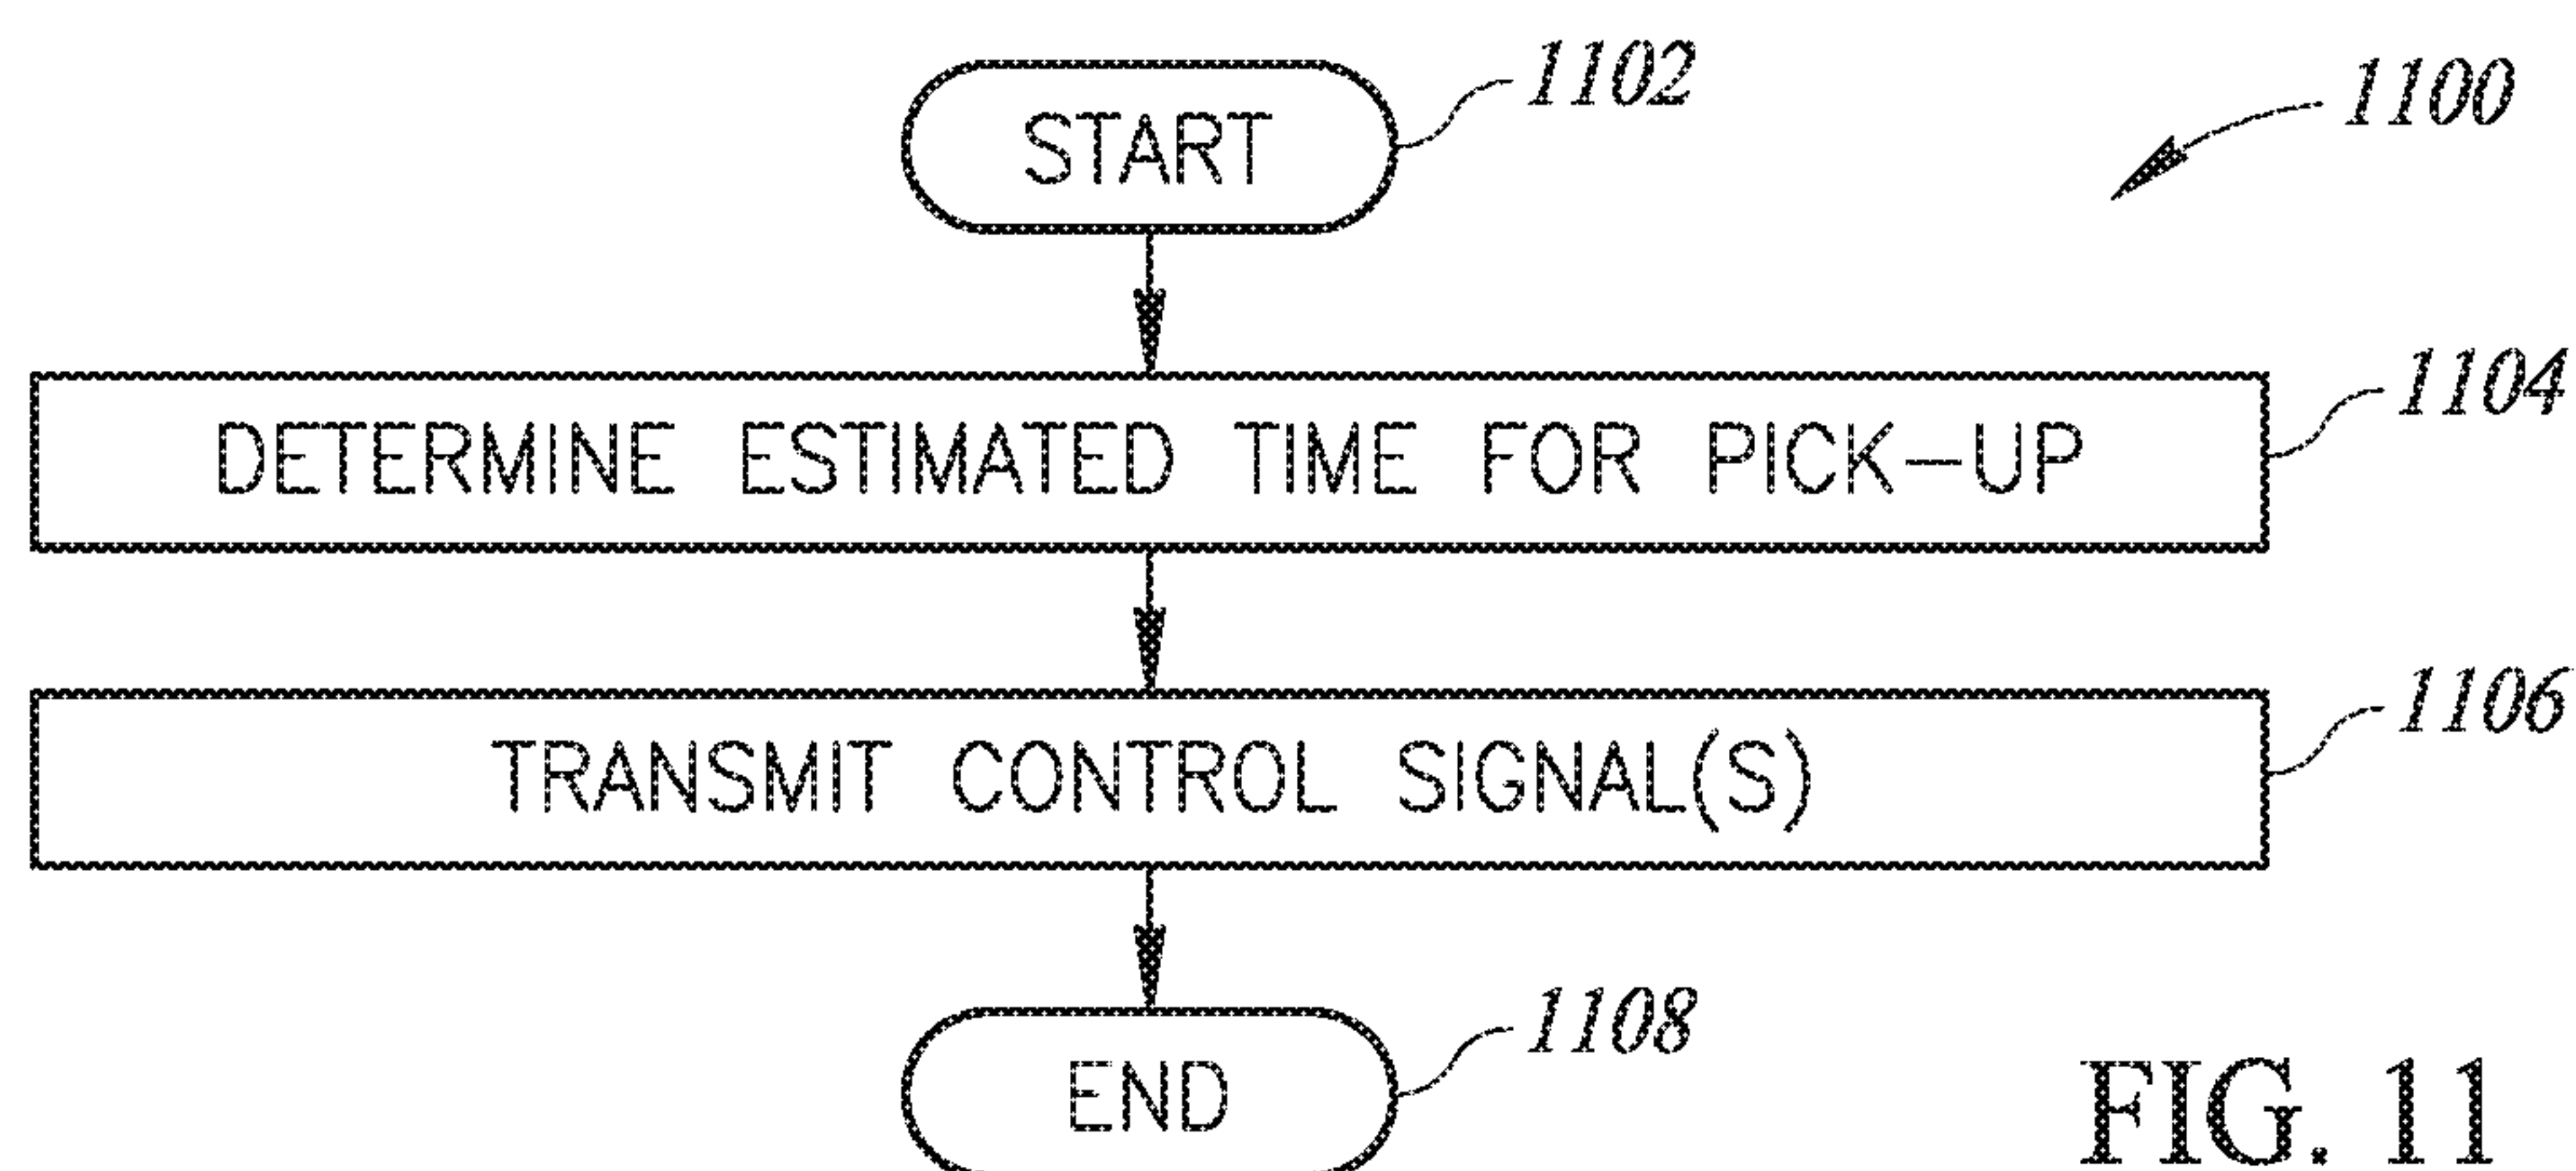 START
1102
1100
DETERMINE ESTIMATED TIME FOR PICK-UP
1104
TRANSMIT CONTROL SIGNAL(S)
1106
END
1108
FIG. 11